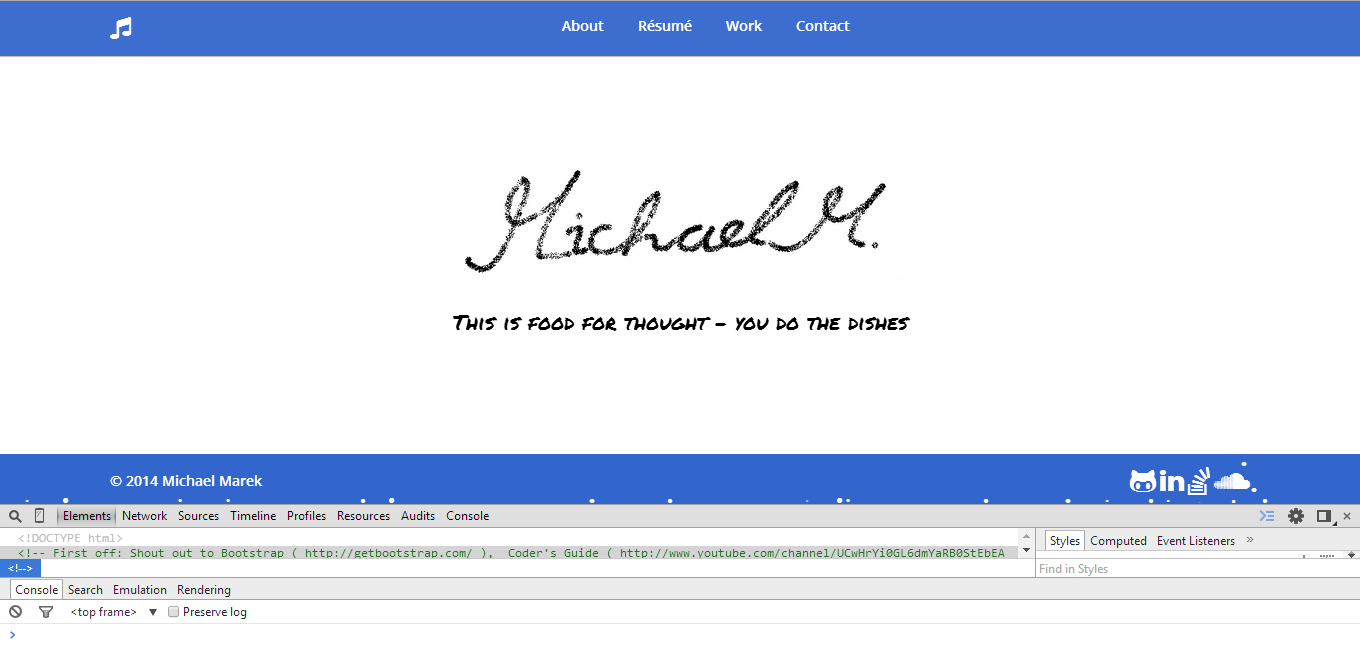 About Résumé Work Contact
Michael M.
This is food for thought - you do the dishes
© 2014 Michael Marek in
Elements Network Sources Timeline Profiles Resources Audits Console
<!DOCTYPE html>
<!-- First off: Shout out to Bootstrap ( http://getbootstrap.com/ ), Coder's Guide ( http://www.youtube.com/channel/UCwHrYi0GL6dmYaRB0StEbEA
<!-->
Styles Computed Event Listeners »
Find in Styles
Console Search Emulation Rendering
<top frame> ▼ Preserve log
>